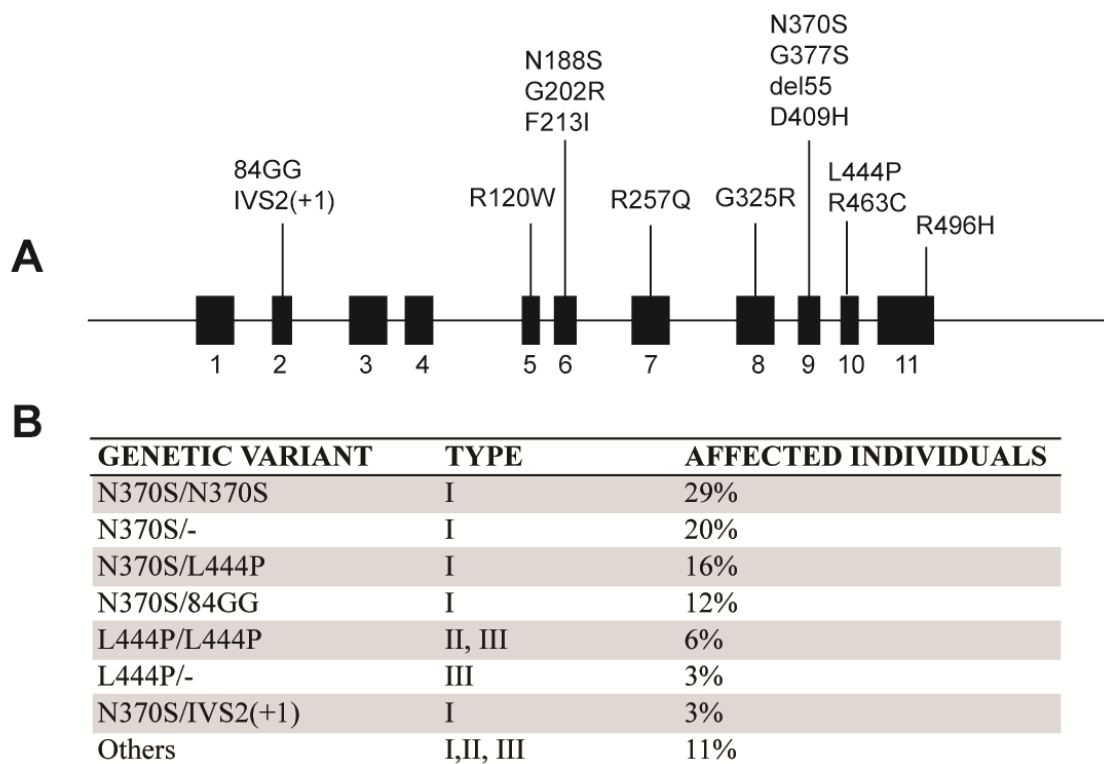 A
84GG
IVS2(+1)
R120W
N188S
G202R
F213I
R257Q
G325R
N370S
G377S
del55
D409H
L444P
R463C
R496H
1 2 3 4 5 6 7 8 9 10 11
B
GENETIC VARIANT TYPE AFFECTED INDIVIDUALS
N370S/N370S I 29%
N370S/- I 20%
N370S/L444P I 16%
N370S/84GG I 12%
L444P/L444P II, III 6%
L444P/- III 3%
N370S/IVS2(+1) I 3%
Others I,II, III 11%